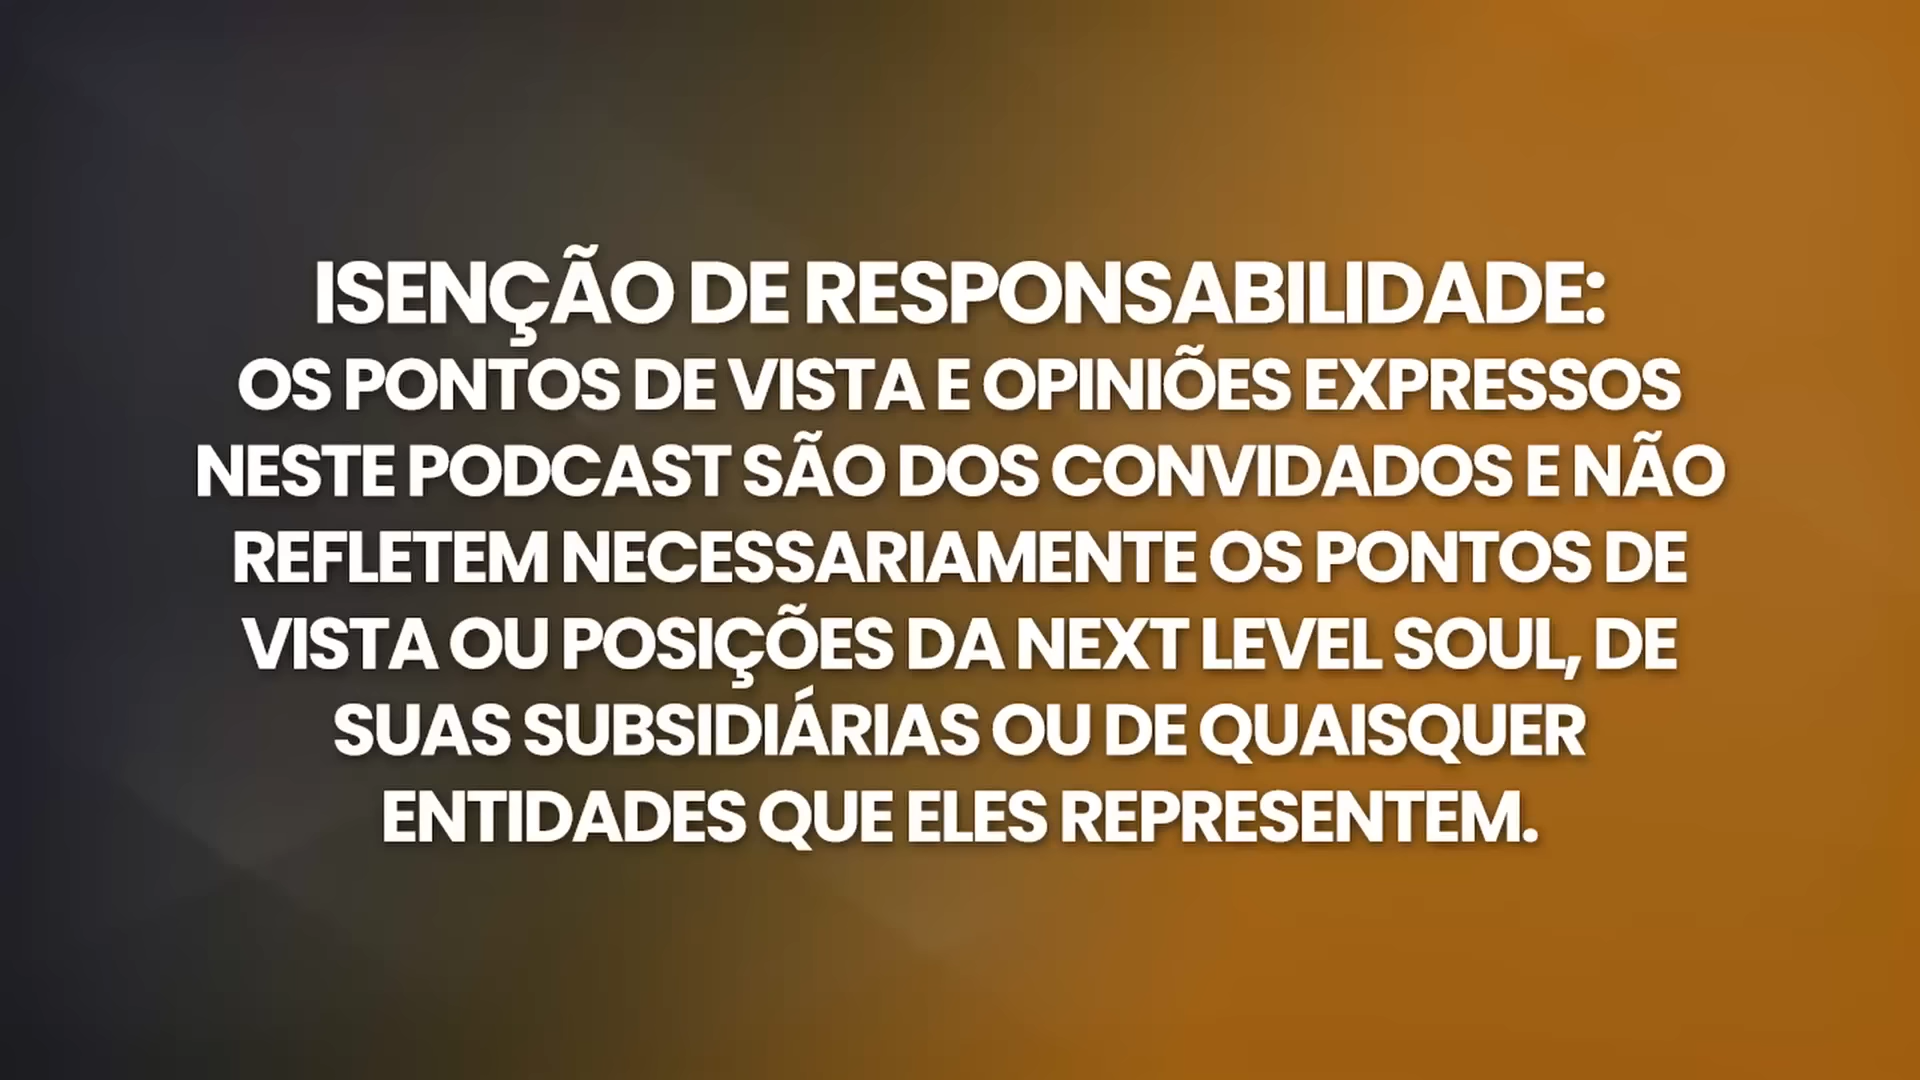 ISENÇÃO DE RESPONSABILIDADE:
OS PONTOS DE VISTA E OPINIÕES EXPRESSOS
NESTE PODCAST SÃO DOS CONVIDADOS E NÃO
REFLETEM NECESSARIAMENTE OS PONTOS DE
VISTA OU POSIÇÕES DA NEXT LEVEL SOUL, DE
SUAS SUBSIDIÁRIAS OU DE QUAISQUER
ENTIDADES QUE ELES REPRESENTEM.